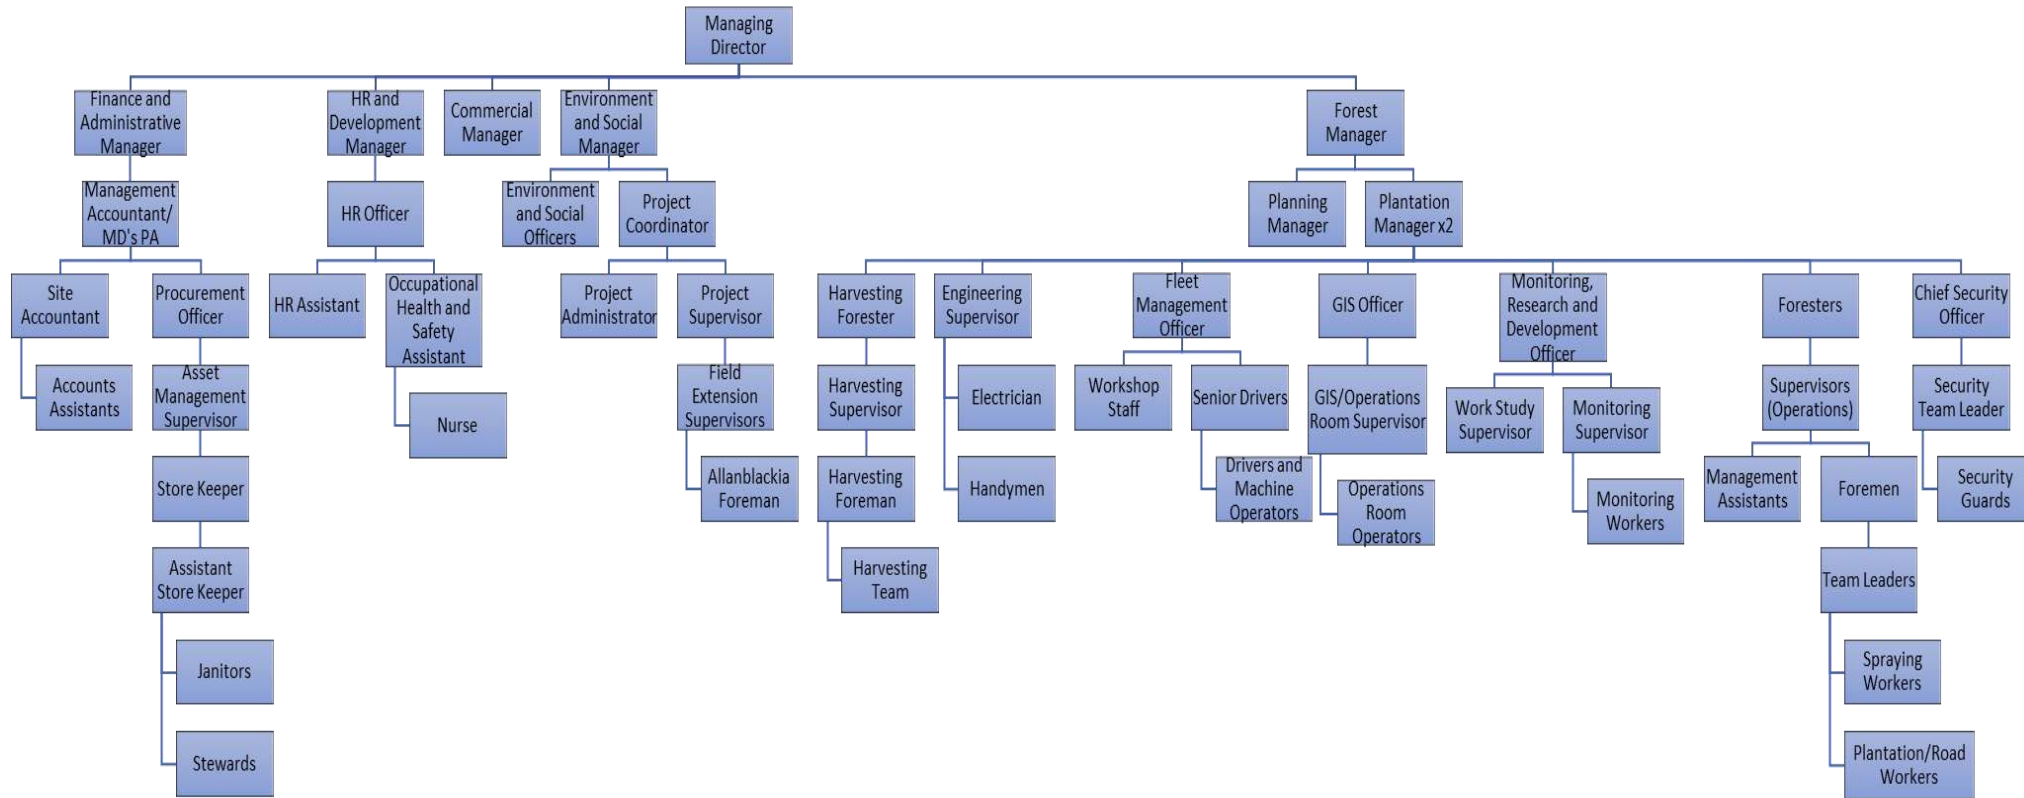 Managing
Director
Finance and
Administrative
Manager
HR and
Development
Manager
Commercial
Manager
Environment
and Social
Manager
Forest
Manager
Management
Accountant/
MD's PA
HR Officer
Environment
and Social
Officers
Project
Coordinator
Planning
Manager
Plantation
Manager x2
Site
Accountant
Procurement
Officer
HR Assistant
Occupational
Health and
Safety
Assistant
Project
Administrator
Project
Supervisor
Harvesting
Forester
Engineering
Supervisor
Fleet
Management
Officer
GIS Officer
Monitoring,
Research and
Development
Officer
Foresters
Chief Security
Officer
Accounts
Assistants
Asset
Management
Supervisor
Nurse
Field
Extension
Supervisors
Harvesting
Supervisor
Electrician
Workshop
Staff
Senior Drivers
GIS/Operations
Room Supervisor
Work Study
Supervisor
Monitoring
Supervisor
Supervisors
(Operations)
Security
Team Leader
Store Keeper
Allanblackia
Foreman
Harvesting
Foreman
Handymen
Drivers and
Machine
Operators
Operations
Room
Operators
Monitoring
Workers
Management
Assistants
Foremen
Security
Guards
Assistant
Store Keeper
Harvesting
Team
Team Leaders
Janitors
Spraying
Workers
Stewards
Plantation/Road
Workers